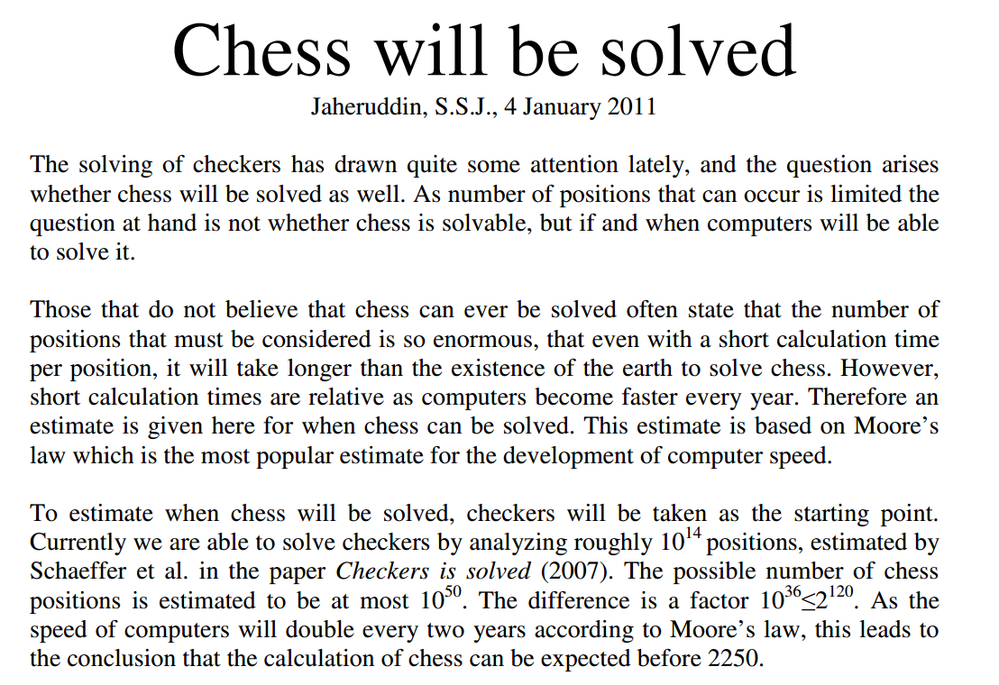 Chess will be solved
Jaheruddin, S.S.J., 4 January 2011
The solving of checkers has drawn quite some attention lately, and the question arises
whether chess will be solved as well. As number of positions that can occur is limited the
question at hand is not whether chess is solvable, but if and when computers will be able
to solve it.
Those that do not believe that chess can ever be solved often state that the number of
positions that must be considered is so enormous, that even with a short calculation time
per position, it will take longer than the existence of the earth to solve chess. However,
short calculation times are relative as computers become faster every year. Therefore an
estimate is given here for when chess can be solved. This estimate is based on Moore’s
law which is the most popular estimate for the development of computer speed.
To estimate when chess will be solved, checkers will be taken as the starting point.
Currently we are able to solve checkers by analyzing roughly 10¹⁴ positions, estimated by
Schaeffer et al. in the paper Checkers is solved (2007). The possible number of chess
positions is estimated to be at most 10⁵⁰. The difference is a factor 10³⁶≤2¹²⁰. As the
speed of computers will double every two years according to Moore’s law, this leads to
the conclusion that the calculation of chess can be expected before 2250.